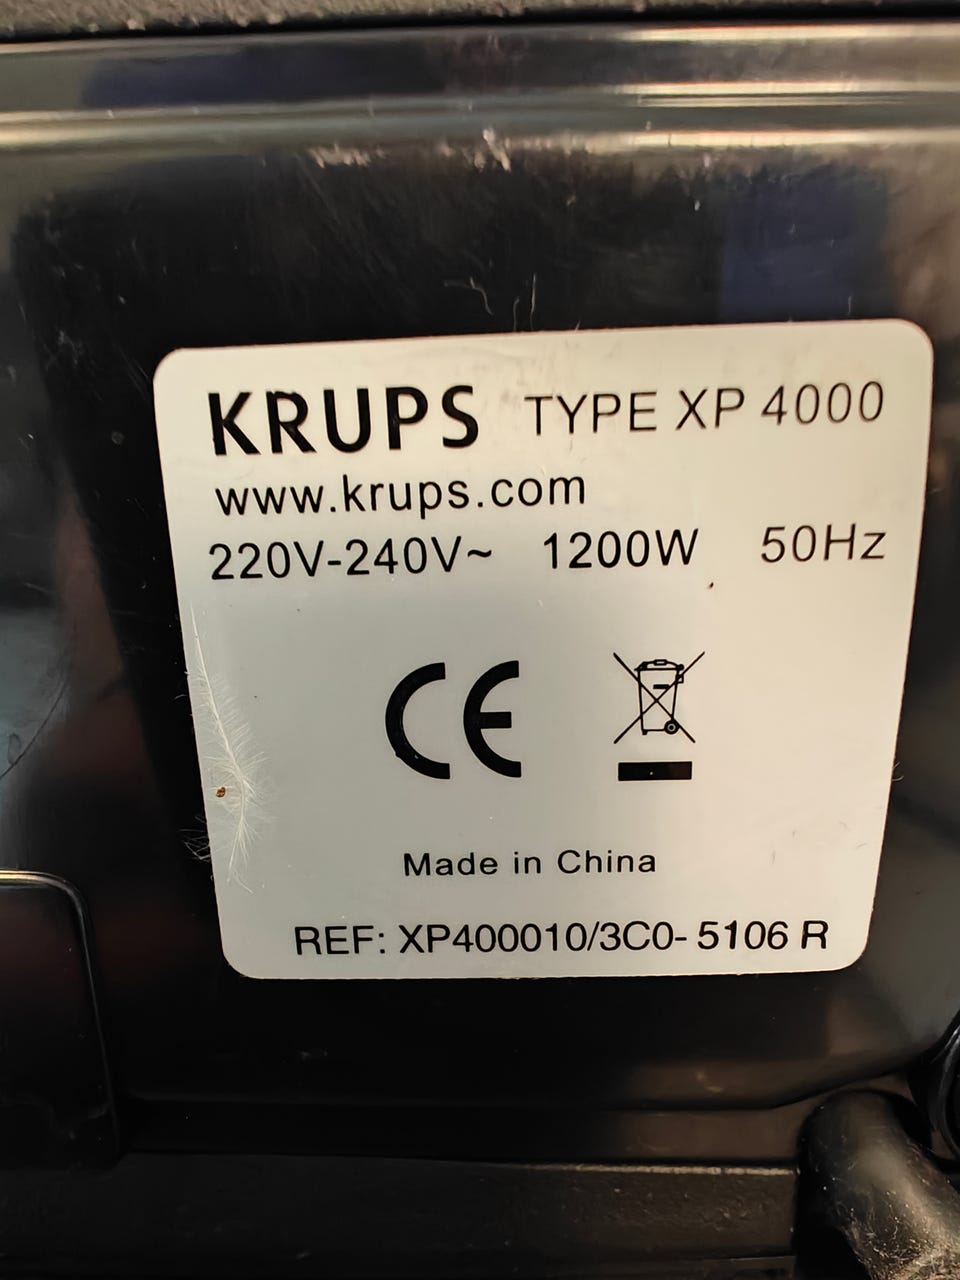 KRUPS TYPE XP 4000
www.krups.com
220V-240V~ 1200W 50Hz
CE
Made in China
REF: XP400010/3C0- 5106 R